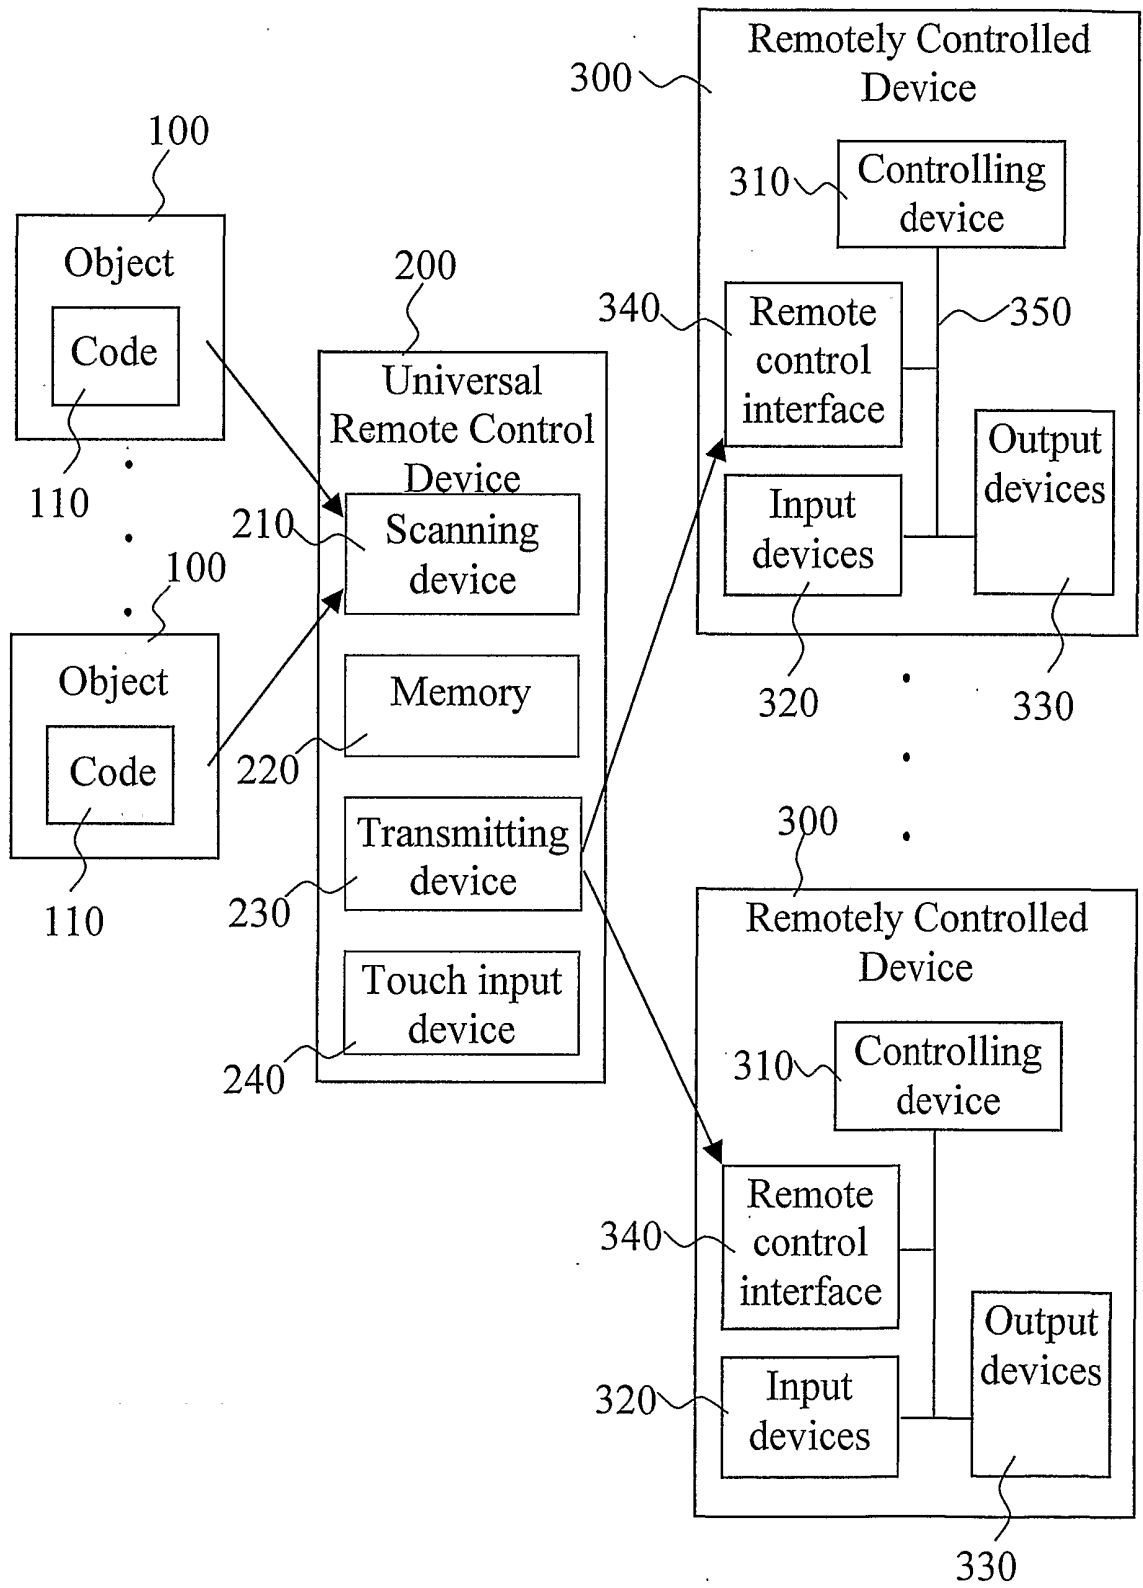 100
Object
Code
110
100
Object
Code
110
200
Universal
Remote Control
Device
210
Scanning
device
Memory
220
Transmitting
device
230
Touch input
device
240
300
Remotely Controlled
Device
310
Controlling
device
340
Remote
control
interface
350
Output
devices
Input
devices
320
330
300
Remotely Controlled
Device
310
Controlling
device
340
Remote
control
interface
Output
devices
320
Input
devices
330